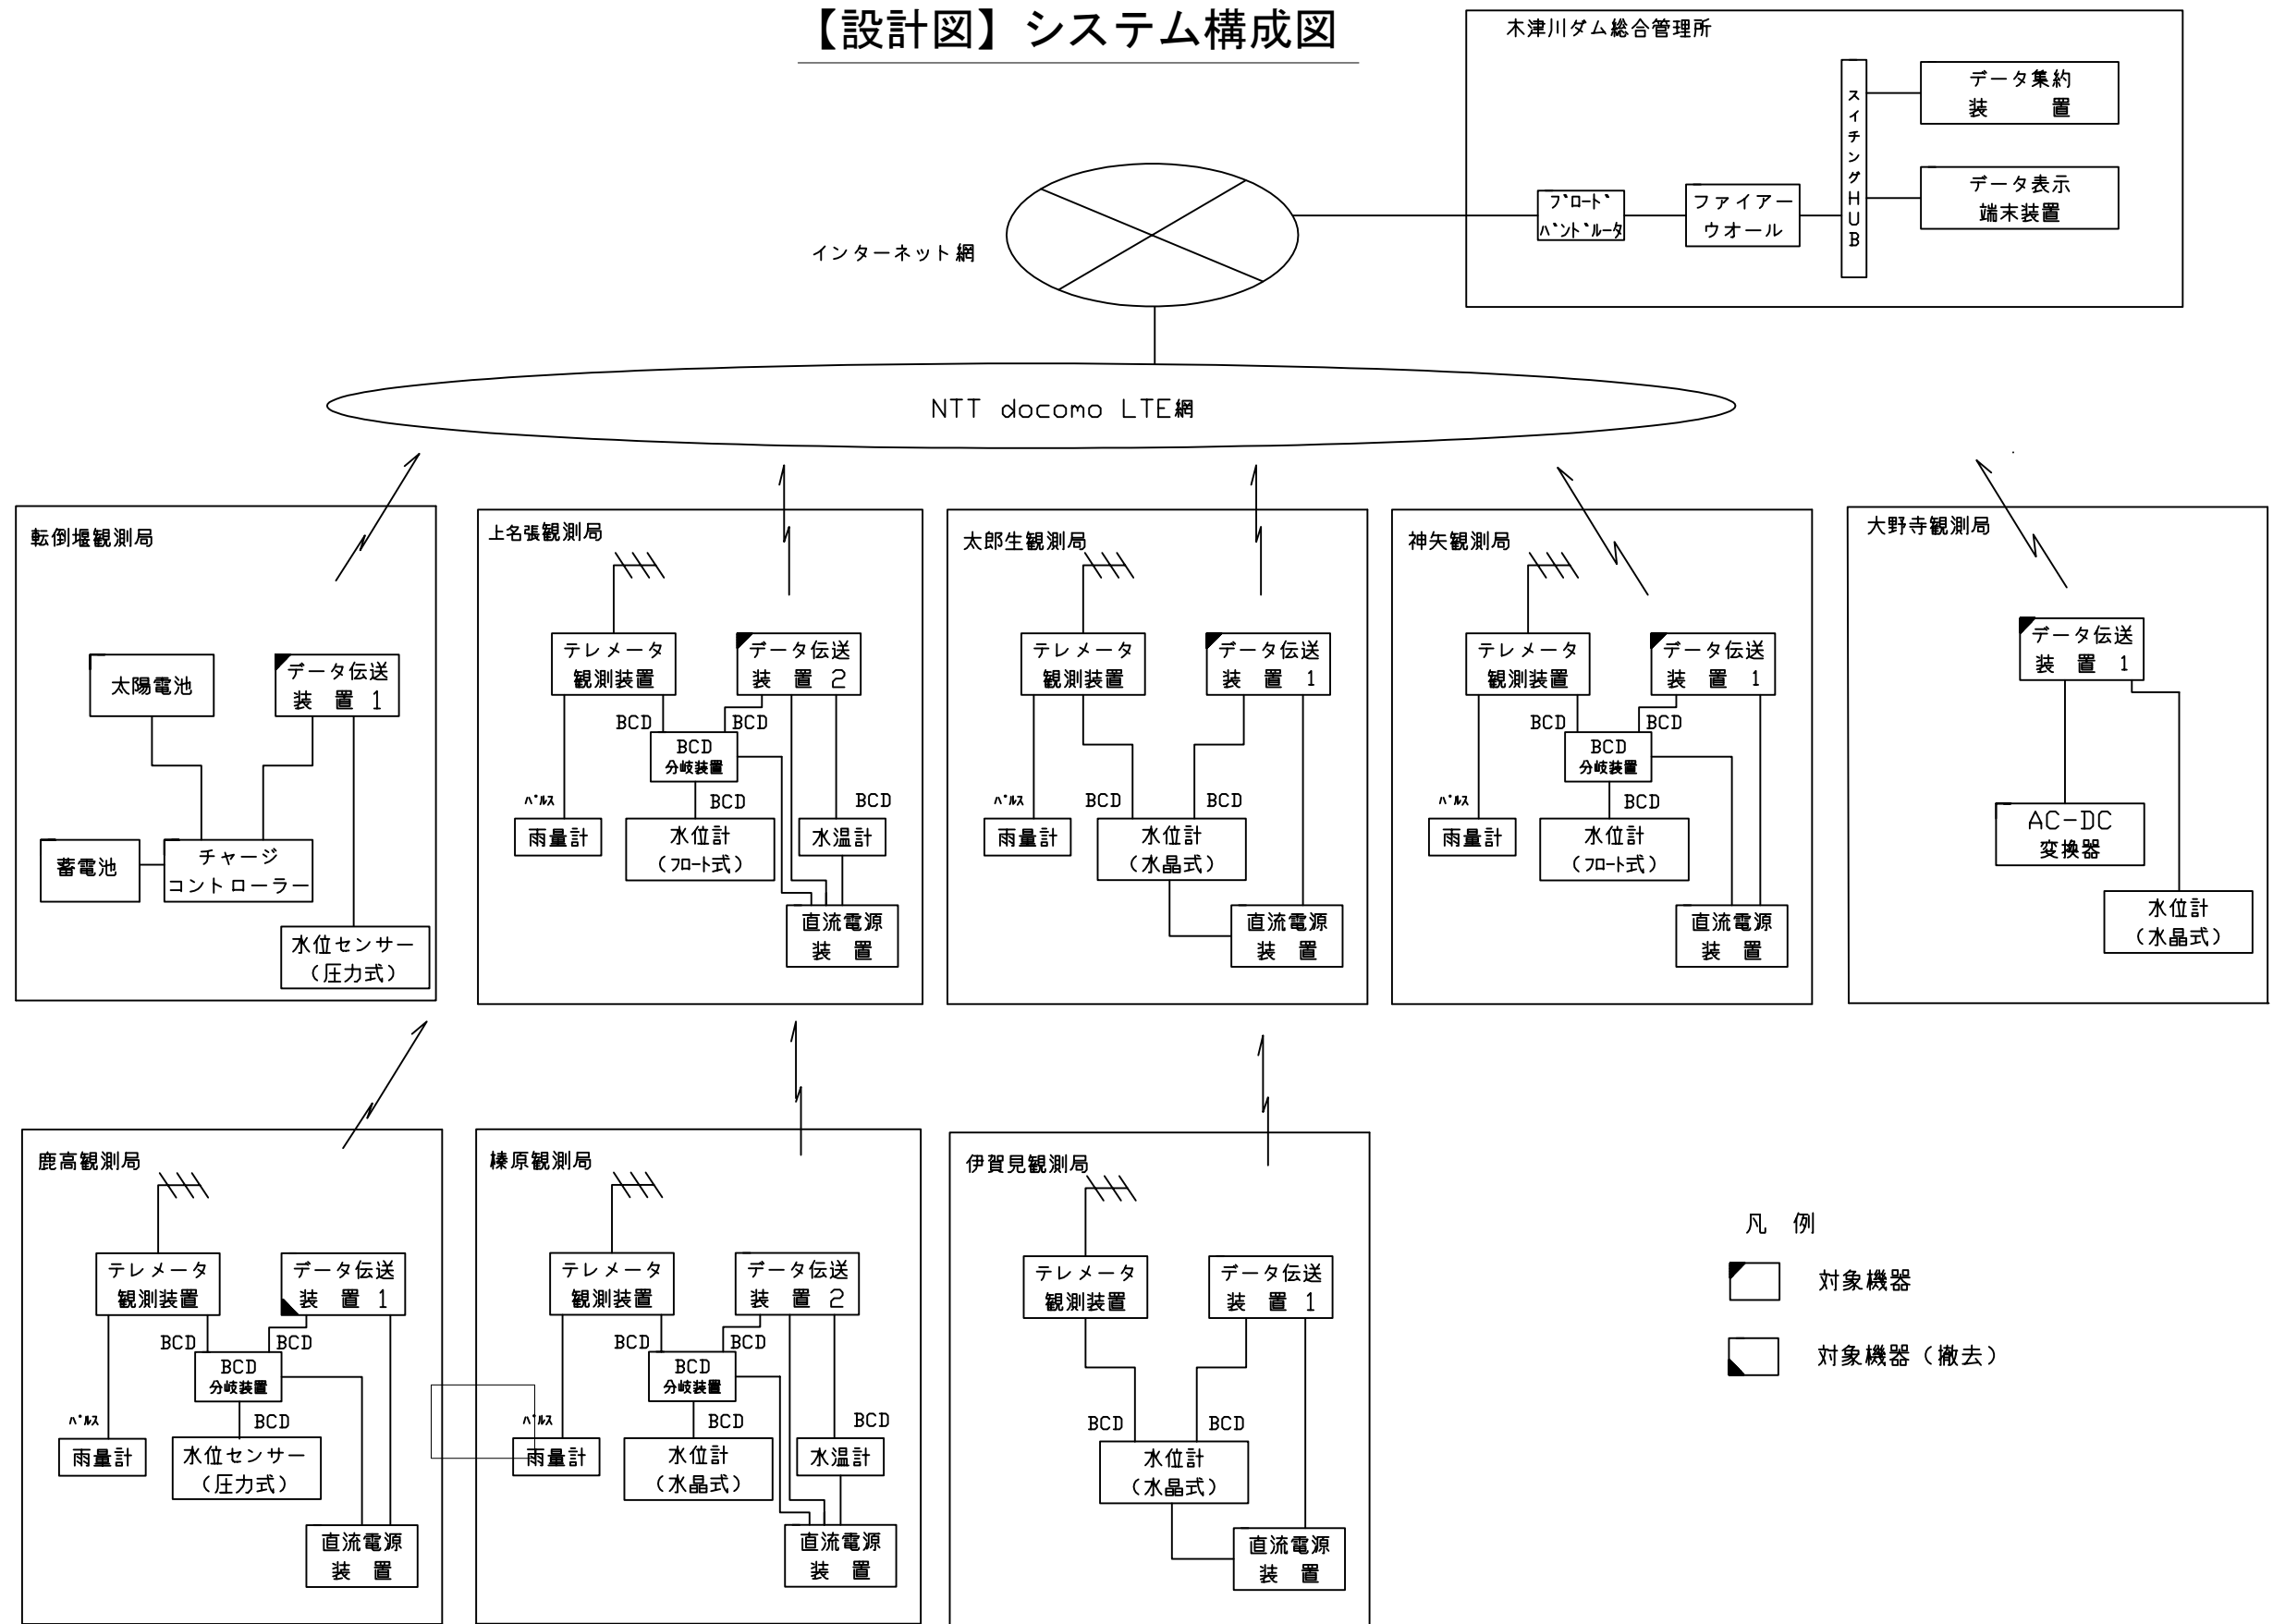 【設計図】システム構成図
木津川ダム総合管理所
データ集約
装　置
データ表示
端末装置
スイチングHUB
ブロード
バンドルータ
ファイアー
ウオール
インターネット網
NTT docomo LTE網
転倒堰観測局
太陽電池
データ伝送
装　置　1
蓄電池
チャージ
コントローラー
水位センサー
（圧力式）
上名張観測局
テレメータ
観測装置
データ伝送
装　置　2
BCD
BCD
BCD
分岐装置
パルス
BCD
BCD
雨量計
水位計
（フロート式）
水温計
直流電源
装　置
太郎生観測局
テレメータ
観測装置
データ伝送
装　置　1
パルス
BCD
BCD
雨量計
水位計
（水晶式）
直流電源
装　置
神矢観測局
テレメータ
観測装置
データ伝送
装　置　1
BCD
BCD
BCD
分岐装置
パルス
BCD
雨量計
水位計
（フロート式）
直流電源
装　置
大野寺観測局
データ伝送
装　置　1
AC-DC
変換器
水位計
（水晶式）
鹿高観測局
テレメータ
観測装置
データ伝送
装　置　1
BCD
BCD
BCD
分岐装置
パルス
BCD
雨量計
水位センサー
（圧力式）
直流電源
装　置
榛原観測局
テレメータ
観測装置
データ伝送
装　置　2
BCD
BCD
BCD
分岐装置
パルス
BCD
BCD
雨量計
水位計
（水晶式）
水温計
直流電源
装　置
伊賀見観測局
テレメータ
観測装置
データ伝送
装　置　1
BCD
BCD
水位計
（水晶式）
直流電源
装　置
凡　例
対象機器
対象機器（撤去）